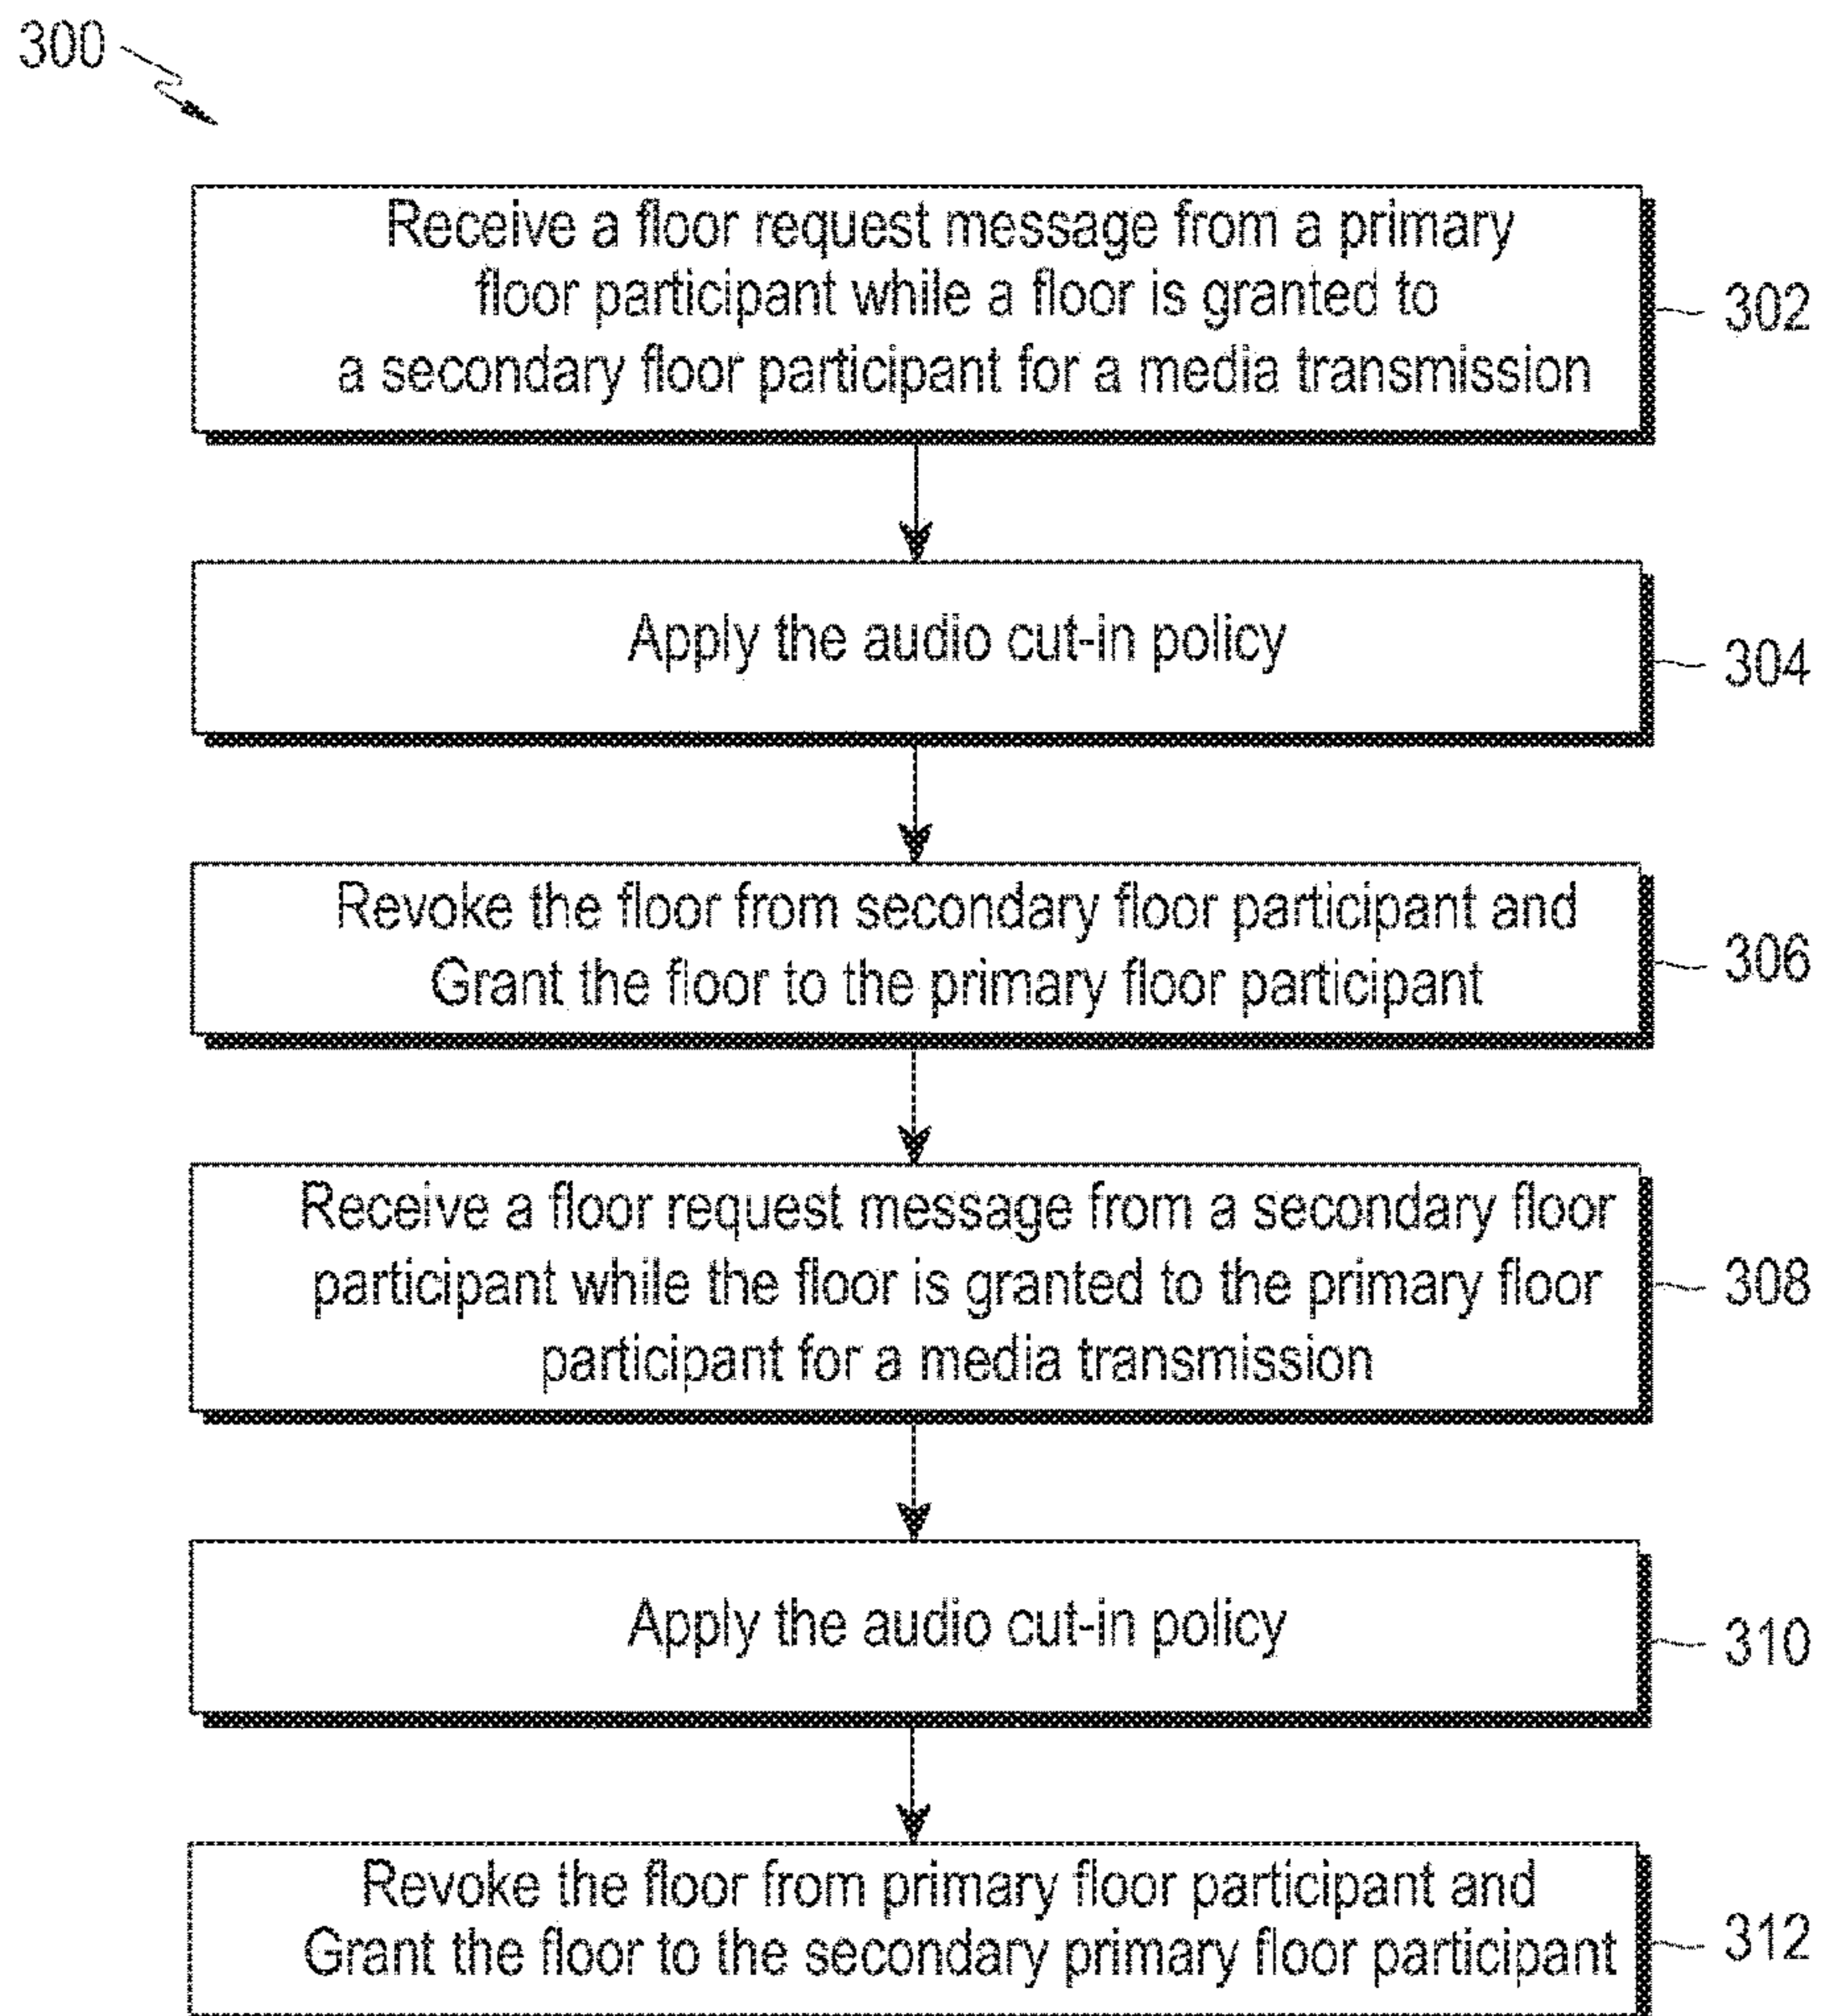 300
Receive a floor request message from a primary
floor participant while a floor is granted to
a secondary floor participant for a media transmission
302
Apply the audio cut-in policy
304
Revoke the floor from secondary floor participant and
Grant the floor to the primary floor participant
306
Receive a floor request message from a secondary floor
participant while the floor is granted to the primary floor
participant for a media transmission
308
Apply the audio cut-in policy
310
Revoke the floor from primary floor participant and
Grant the floor to the secondary primary floor participant
312